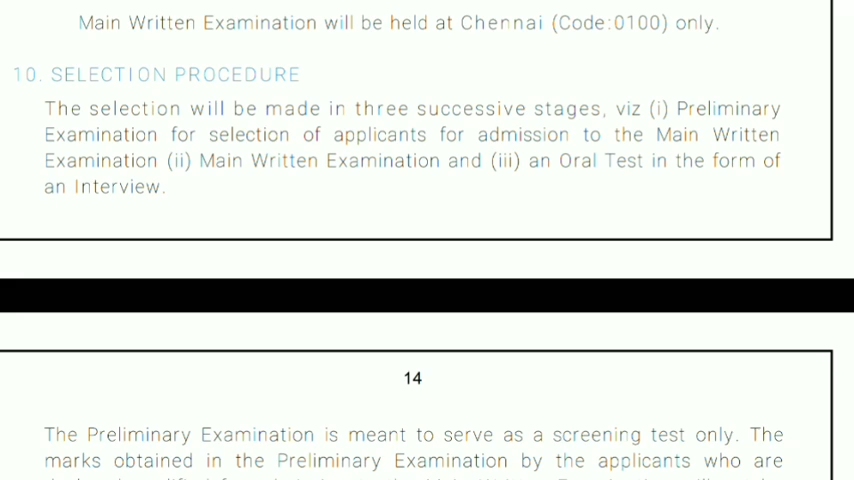 Main Written Examination will be held at Chennai (Code:0100) only.
10. SELECTION PROCEDURE
The selection will be made in three successive stages, viz (i) Preliminary
Examination for selection of applicants for admission to the Main Written
Examination (ii) Main Written Examination and (iii) an Oral Test in the form of
an Interview.
14
The Preliminary Examination is meant to serve as a screening test only. The
marks obtained in the Preliminary Examination by the applicants who are